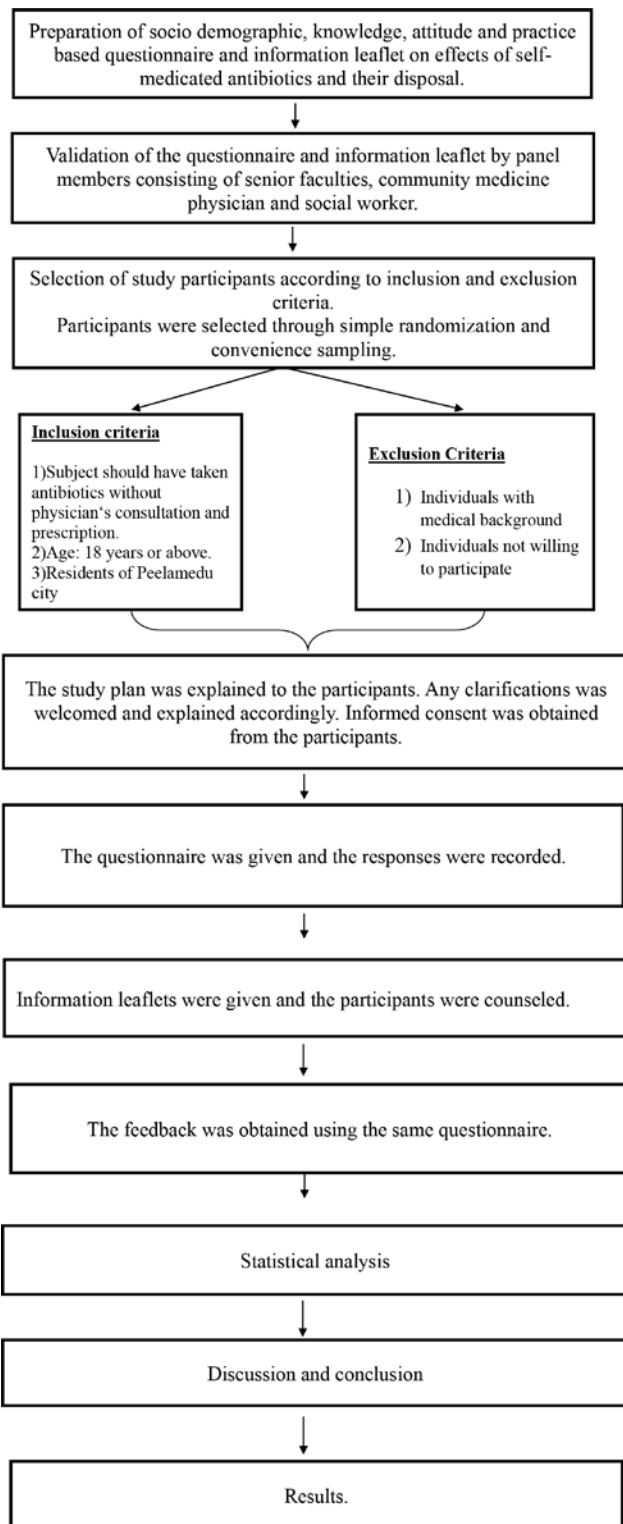 Preparation of socio demographic, knowledge, attitude and practice
based questionnaire and information leaflet on effects of self-
medicated antibiotics and their disposal.
Validation of the questionnaire and information leaflet by panel
members consisting of senior faculties, community medicine
physician and social worker.
Selection of study participants according to inclusion and exclusion
criteria.
Participants were selected through simple randomization and
convenience sampling.
Inclusion criteria
1)Subject should have taken
antibiotics without
physician‘s consultation and
prescription.
2)Age: 18 years or above.
3)Residents of Peelamedu
city
Exclusion Criteria
1) Individuals with
medical background
2) Individuals not willing
to participate
The study plan was explained to the participants. Any clarifications was
welcomed and explained accordingly. Informed consent was obtained
from the participants.
The questionnaire was given and the responses were recorded.
Information leaflets were given and the participants were counseled.
The feedback was obtained using the same questionnaire.
Statistical analysis
Discussion and conclusion
Results.